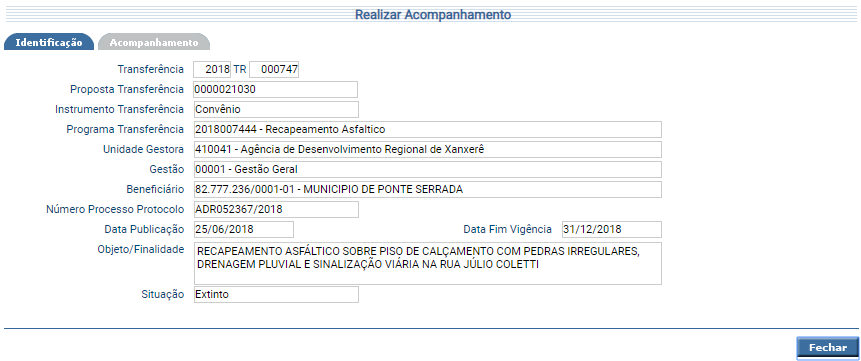 Realizar Acompanhamento
Identificação Acompanhamento
Transferência 2018 TR 000747
Proposta Transferência 0000021030
Instrumento Transferência Convênio
Programa Transferência 2018007444 - Recapeamento Asfaltico
Unidade Gestora 410041 - Agência de Desenvolvimento Regional de Xanxerê
Gestão 00001 - Gestão Geral
Beneficiário 82.777.236/0001-01 - MUNICIPIO DE PONTE SERRADA
Número Processo Protocolo ADR052367/2018
Data Publicação 25/06/2018 Data Fim Vigência 31/12/2018
Objeto/Finalidade RECAPEAMENTO ASFÁLTICO SOBRE PISO DE CALÇAMENTO COM PEDRAS IRREGULARES,
DRENAGEM PLUVIAL E SINALIZAÇÃO VIÁRIA NA RUA JÚLIO COLETTI
Situação Extinto
Fechar